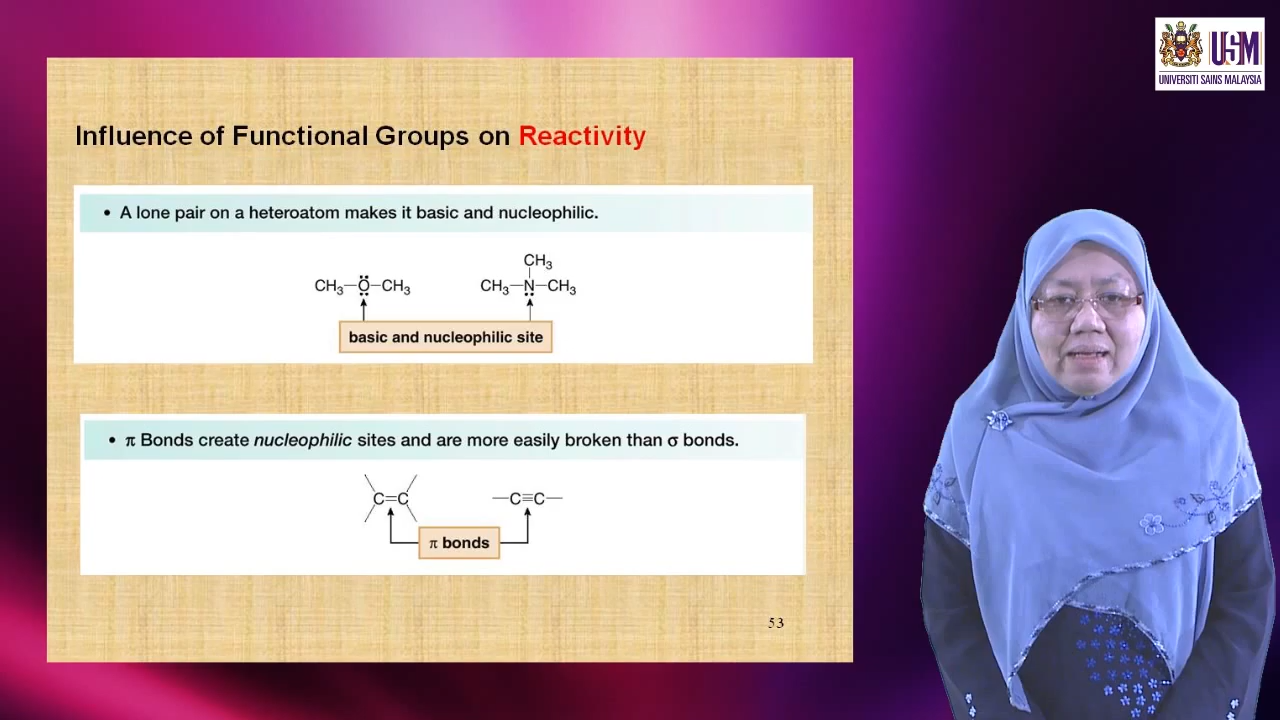 USM
UNIVERSITI SAINS MALAYSIA
Influence of Functional Groups on Reactivity
• A lone pair on a heteroatom makes it basic and nucleophilic.
CH₃
CH₃—Ö̤—CH₃ CH₃—N̤—CH₃
basic and nucleophilic site
• π Bonds create nucleophilic sites and are more easily broken than σ bonds.
C=C —C≡C—
π bonds
53